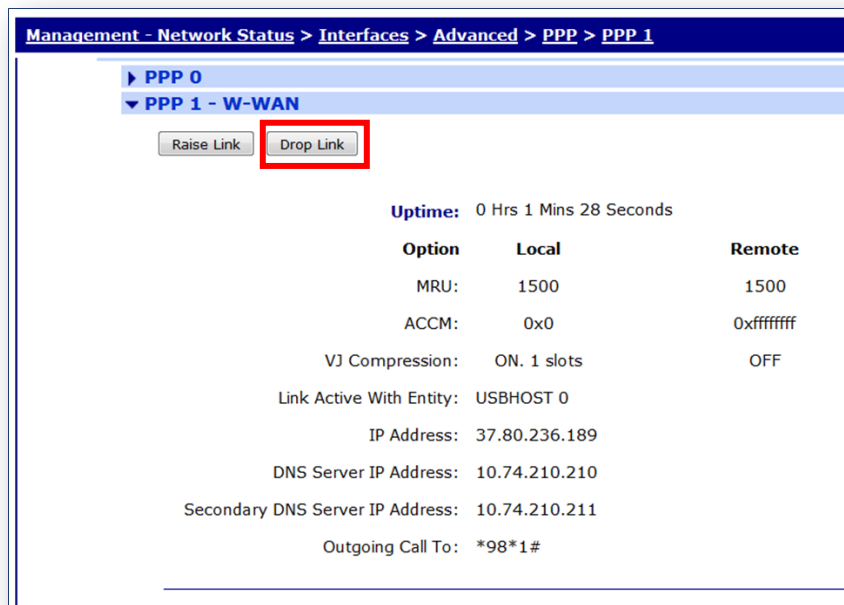 Management - Network Status > Interfaces > Advanced > PPP > PPP 1
PPP 0
PPP 1 - W-WAN
Raise Link Drop Link
Uptime: 0 Hrs 1 Mins 28 Seconds
Option Local Remote
MRU: 1500 1500
ACCM: 0x0 0xffffffff
VJ Compression: ON. 1 slots OFF
Link Active With Entity: USBHOST 0
IP Address: 37.80.236.189
DNS Server IP Address: 10.74.210.210
Secondary DNS Server IP Address: 10.74.210.211
Outgoing Call To: *98*1#